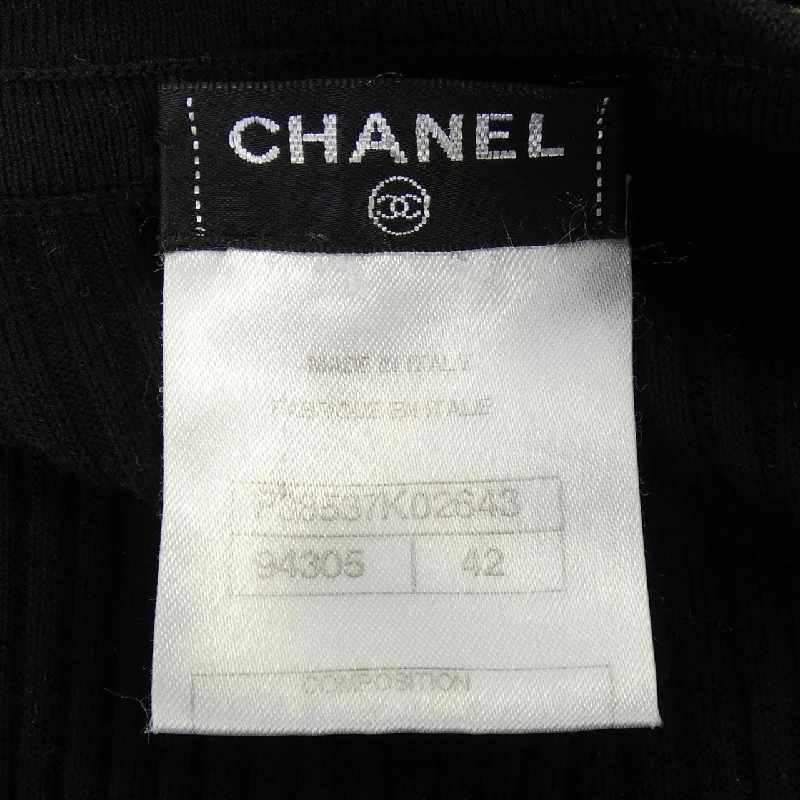 CHANEL
MADE IN ITALY
FABRIQUE EN ITALIE
P38537K02643
94305 42
COMPOSITION